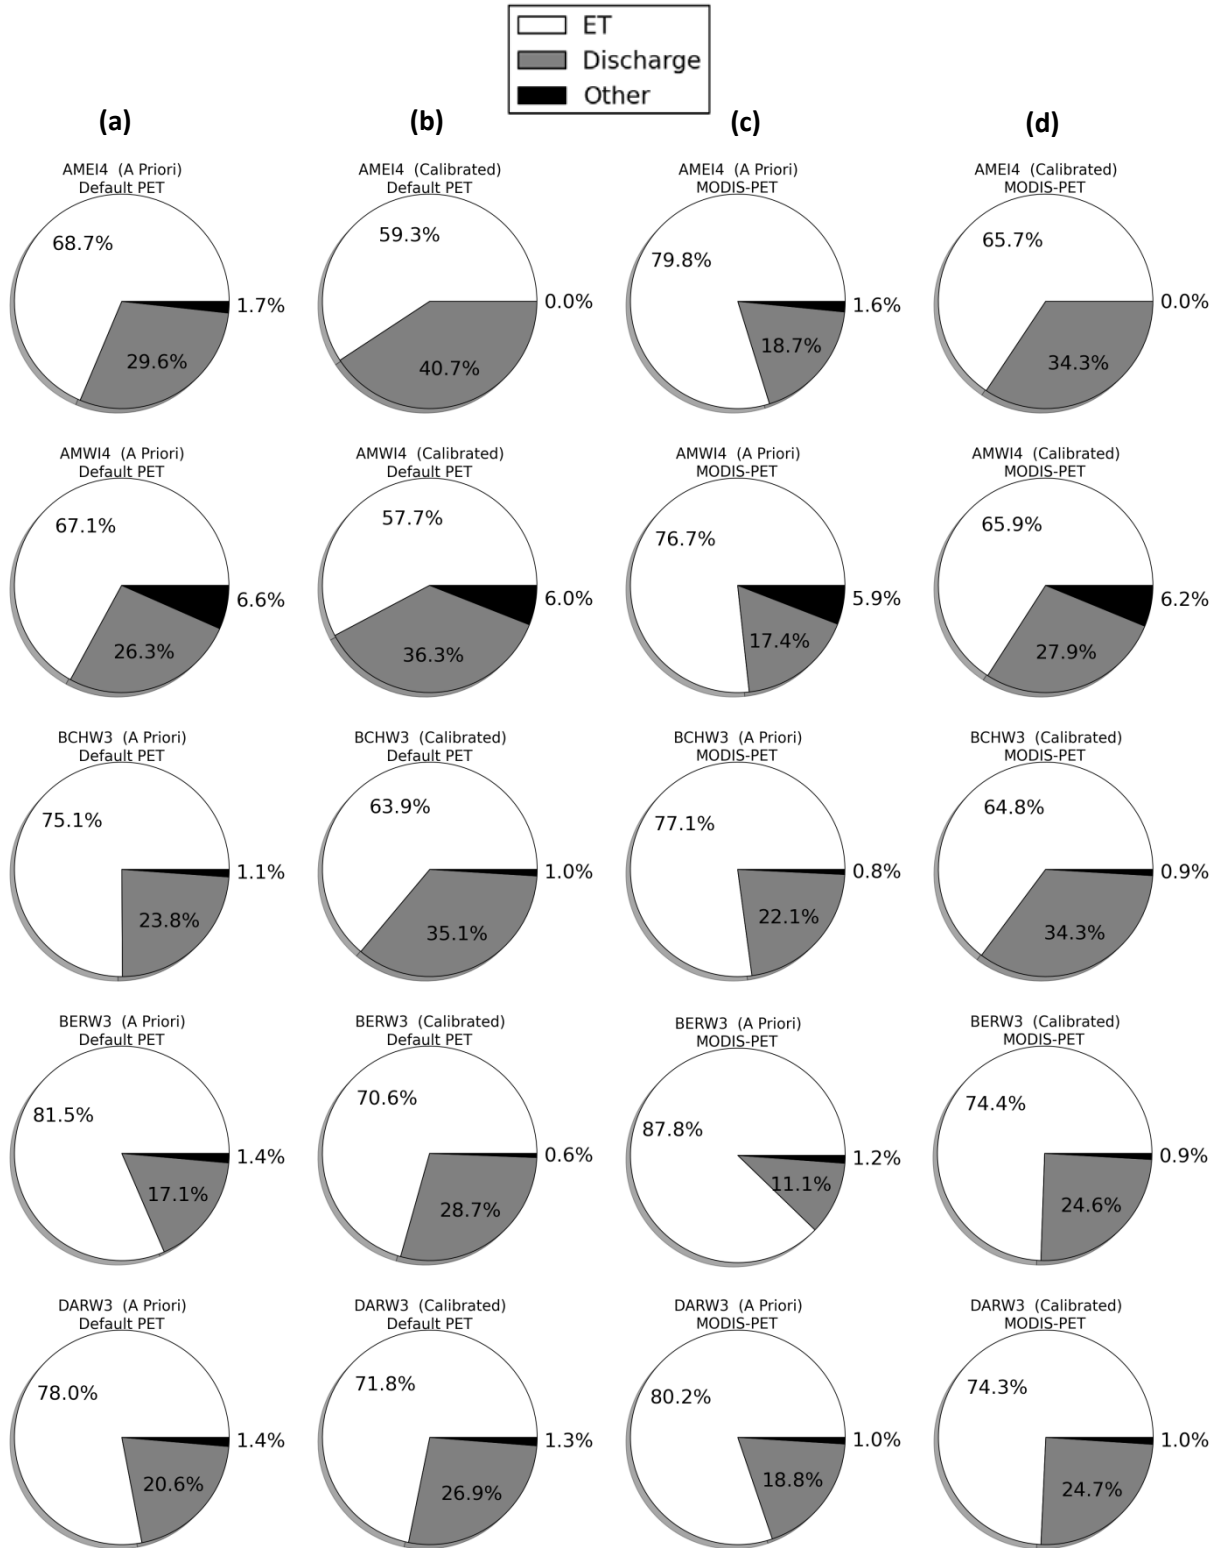 ET
Discharge
Other
(a)
(b)
(c)
(d)
AMEI4 (A Priori)
Default PET
68.7%
1.7%
29.6%
AMEI4 (Calibrated)
Default PET
59.3%
0.0%
40.7%
AMEI4 (A Priori)
MODIS-PET
79.8%
1.6%
18.7%
AMEI4 (Calibrated)
MODIS-PET
65.7%
0.0%
34.3%
AMWI4 (A Priori)
Default PET
67.1%
6.6%
26.3%
AMWI4 (Calibrated)
Default PET
57.7%
6.0%
36.3%
AMWI4 (A Priori)
MODIS-PET
76.7%
5.9%
17.4%
AMWI4 (Calibrated)
MODIS-PET
65.9%
6.2%
27.9%
BCHW3 (A Priori)
Default PET
75.1%
1.1%
23.8%
BCHW3 (Calibrated)
Default PET
63.9%
1.0%
35.1%
BCHW3 (A Priori)
MODIS-PET
77.1%
0.8%
22.1%
BCHW3 (Calibrated)
MODIS-PET
64.8%
0.9%
34.3%
BERW3 (A Priori)
Default PET
81.5%
1.4%
17.1%
BERW3 (Calibrated)
Default PET
70.6%
0.6%
28.7%
BERW3 (A Priori)
MODIS-PET
87.8%
1.2%
11.1%
BERW3 (Calibrated)
MODIS-PET
74.4%
0.9%
24.6%
DARW3 (A Priori)
Default PET
78.0%
1.4%
20.6%
DARW3 (Calibrated)
Default PET
71.8%
1.3%
26.9%
DARW3 (A Priori)
MODIS-PET
80.2%
1.0%
18.8%
DARW3 (Calibrated)
MODIS-PET
74.3%
1.0%
24.7%